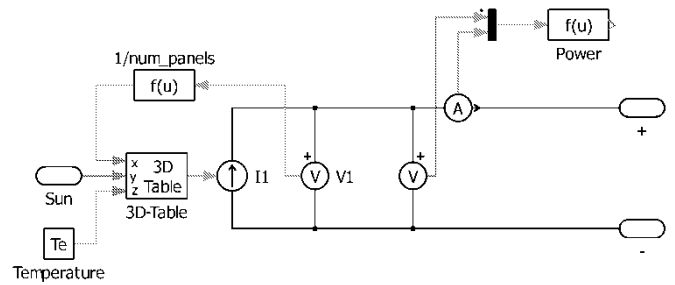 f(u)
Power
1/num_panels
f(u)
A
+
x
y
z
3D
Table
I1
+
V
V1
+
V
+
Sun
3D-Table
Te
Temperature
-